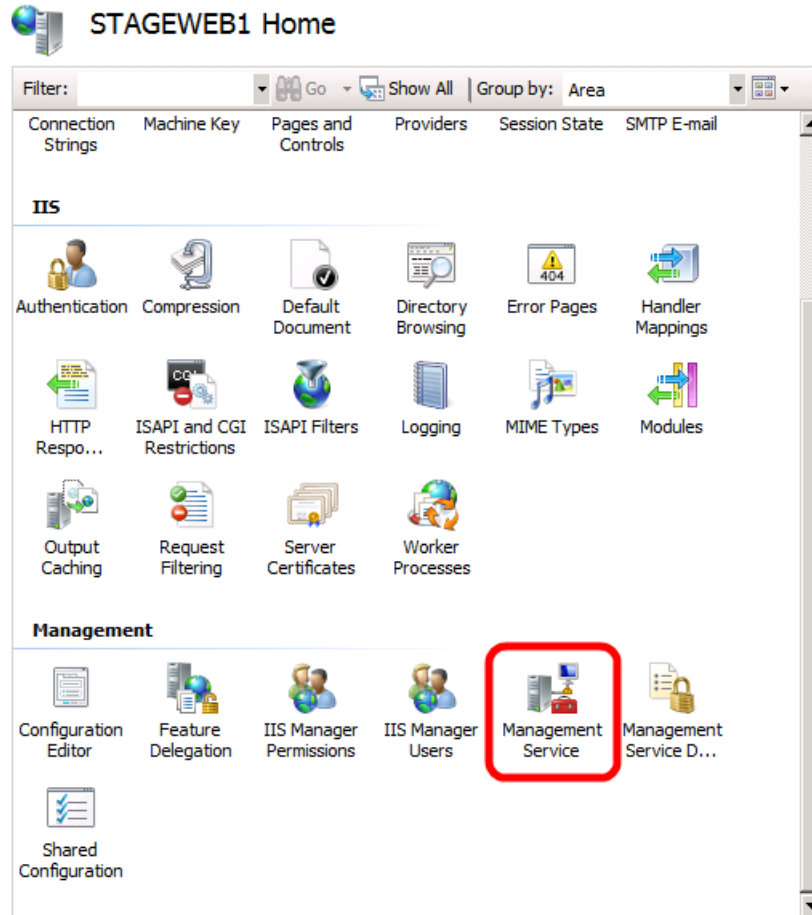 STAGEWEB1 Home
Filter: Go Show All Group by: Area
Connection Machine Key Pages and Providers Session State SMTP E-mail
Strings Controls
IIS
404
CGI
Authentication Compression Default Directory Error Pages Handler
Document Browsing Mappings
HTTP ISAPI and CGI ISAPI Filters Logging MIME Types Modules
Respo... Restrictions
Output Request Server Worker
Caching Filtering Certificates Processes
Management
Configuration Feature IIS Manager IIS Manager Management Management
Editor Delegation Permissions Users Service Service D...
Shared
Configuration